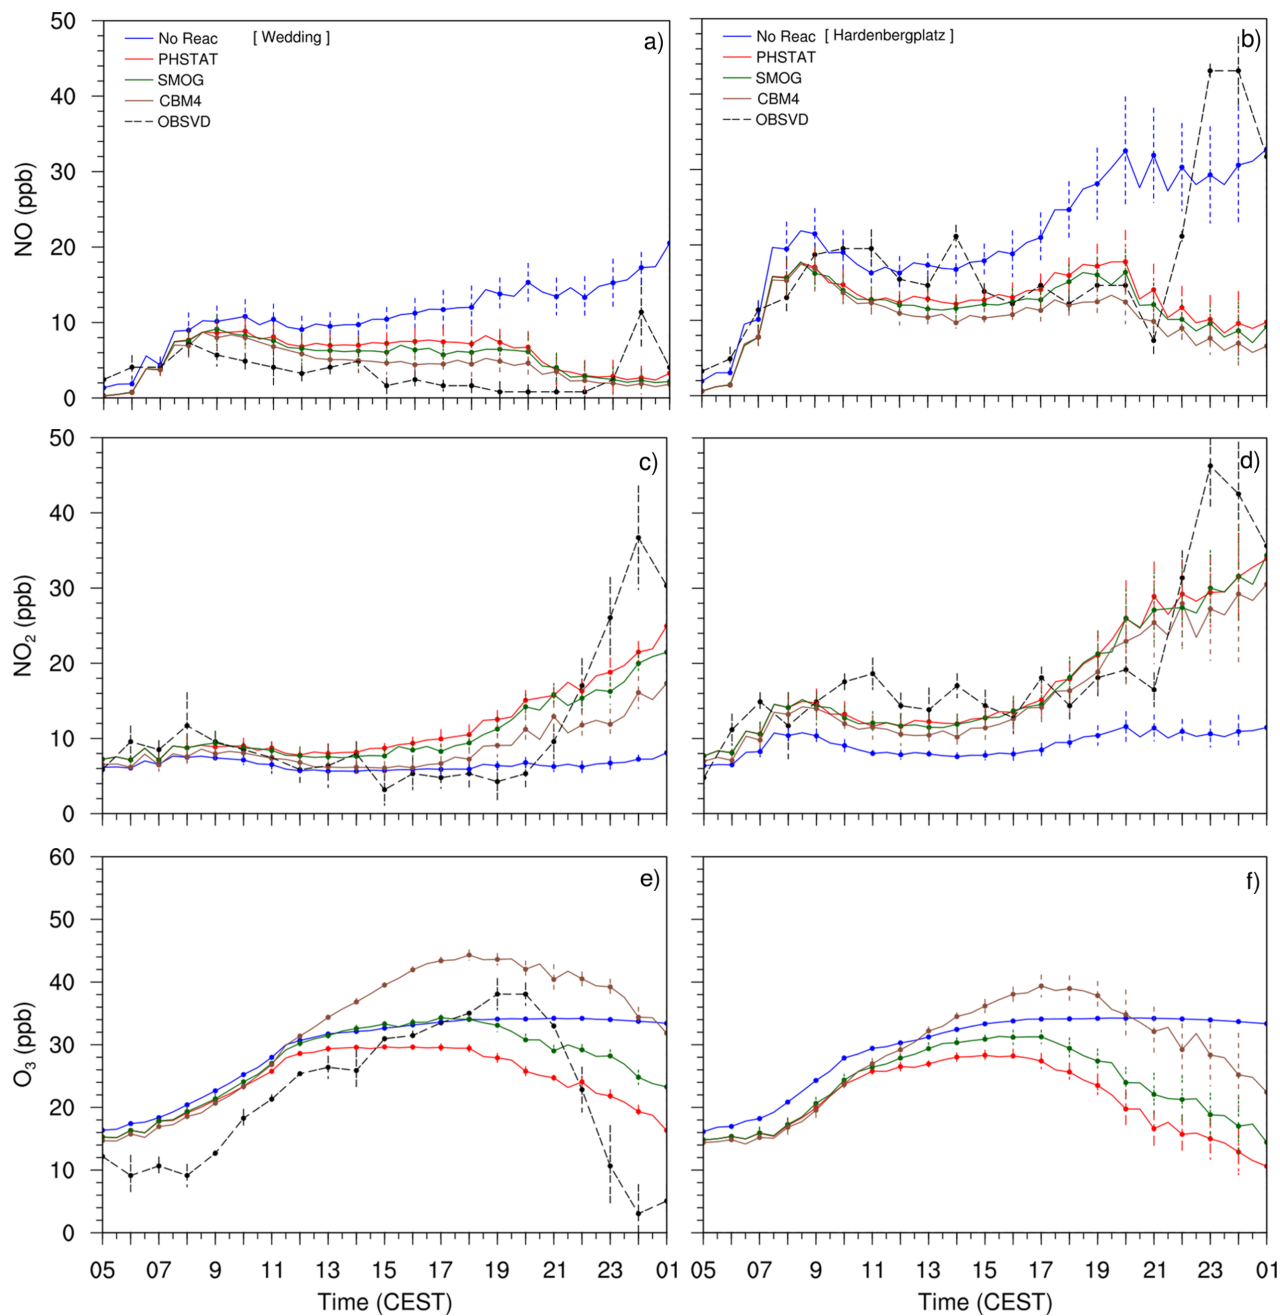 50
40
30
20
10
0
NO (ppb)
No Reac [ Wedding ]
PHSTAT
SMOG
CBM4
OBSVD
a)
No Reac [ Hardenbergplatz ]
PHSTAT
SMOG
CBM4
OBSVD
b)
50
40
30
20
10
0
NO₂ (ppb)
c)
d)
60
50
40
30
20
10
0
O₃ (ppb)
e)
f)
05 07 9 11 13 15 17 19 21 23 01
05 07 9 11 13 15 17 19 21 23 01
Time (CEST)
Time (CEST)